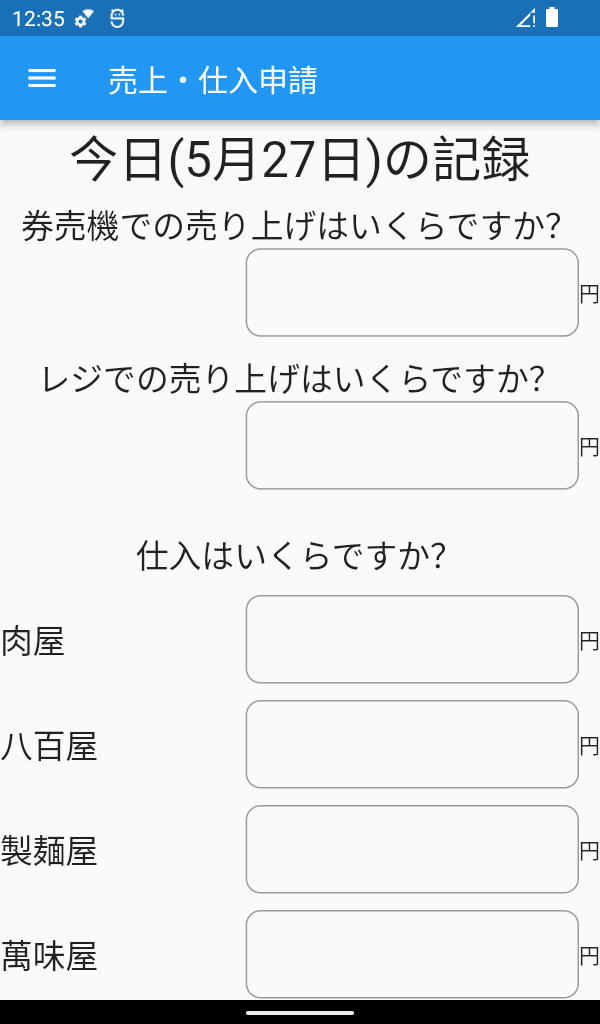 12:35
売上・仕入申請
今日(5月27日)の記録
券売機での売り上げはいくらですか?
円
レジでの売り上げはいくらですか?
円
仕入はいくらですか?
肉屋 円
八百屋 円
製麺屋 円
萬味屋 円